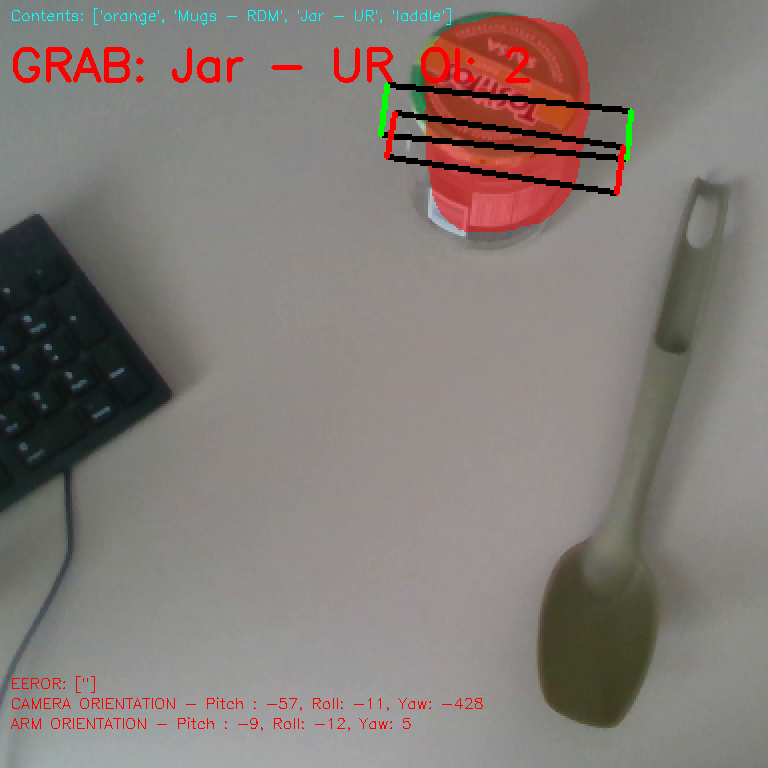 Contents: ['orange', 'Mugs – RDM', 'Jar – UR', 'laddle']
GRAB: Jar – UR OI: 2
EEROR: ['']
CAMERA ORIENTATION – Pitch : –57, Roll: –11, Yaw: –428
ARM ORIENTATION – Pitch : –9, Roll: –12, Yaw: 5